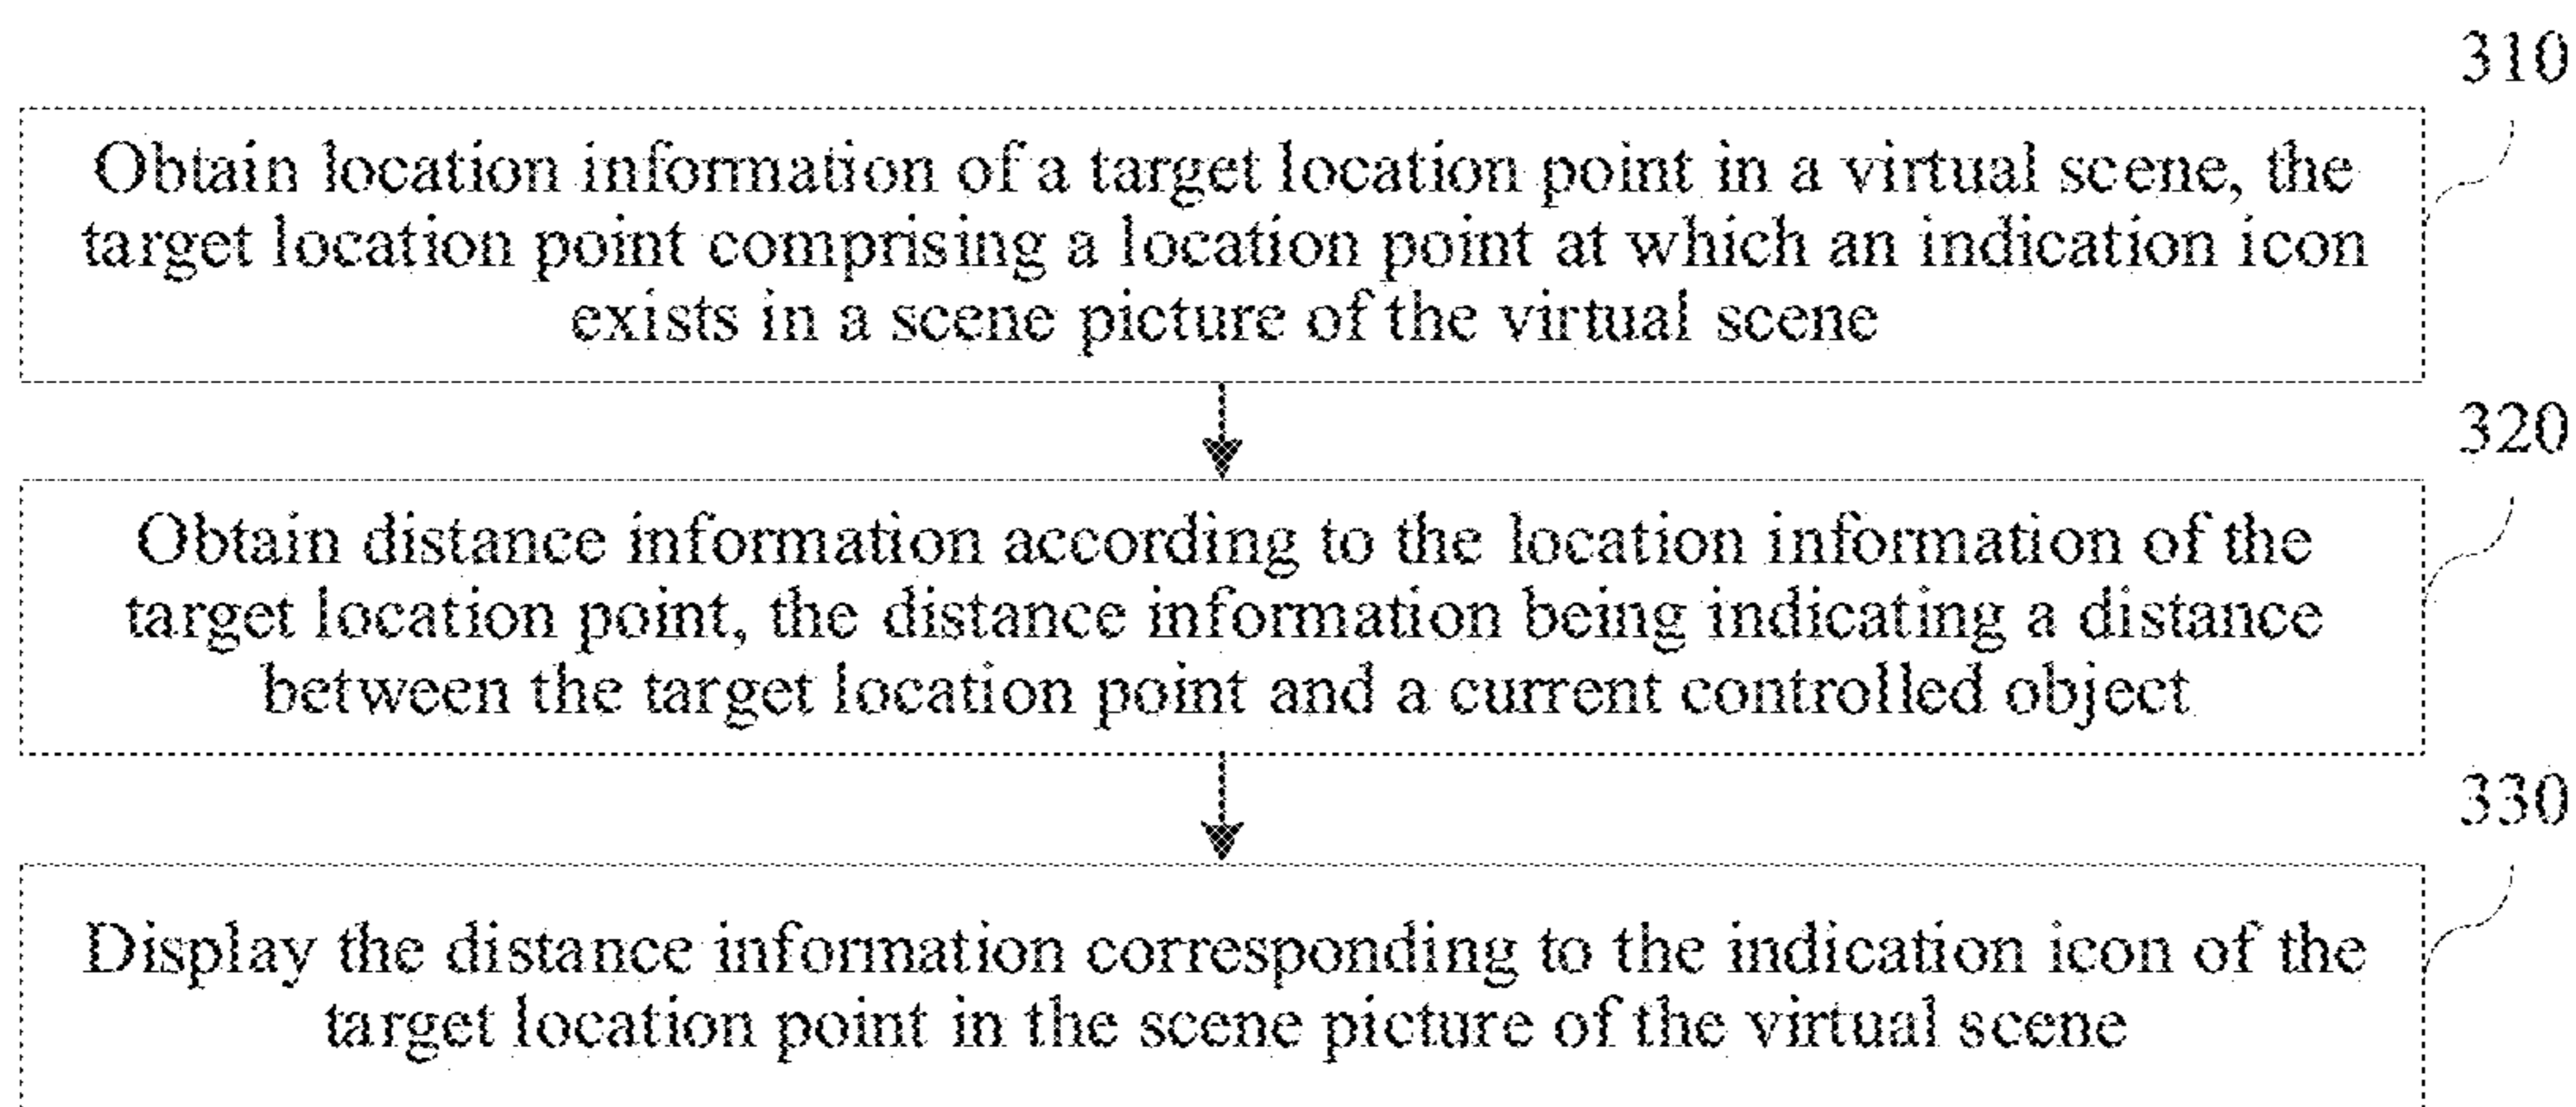 310
Obtain location information of a target location point in a virtual scene, the
target location point comprising a location point at which an indication icon
exists in a scene picture of the virtual scene
320
Obtain distance information according to the location information of the
target location point, the distance information being indicating a distance
between the target location point and a current controlled object
330
Display the distance information corresponding to the indication icon of the
target location point in the scene picture of the virtual scene